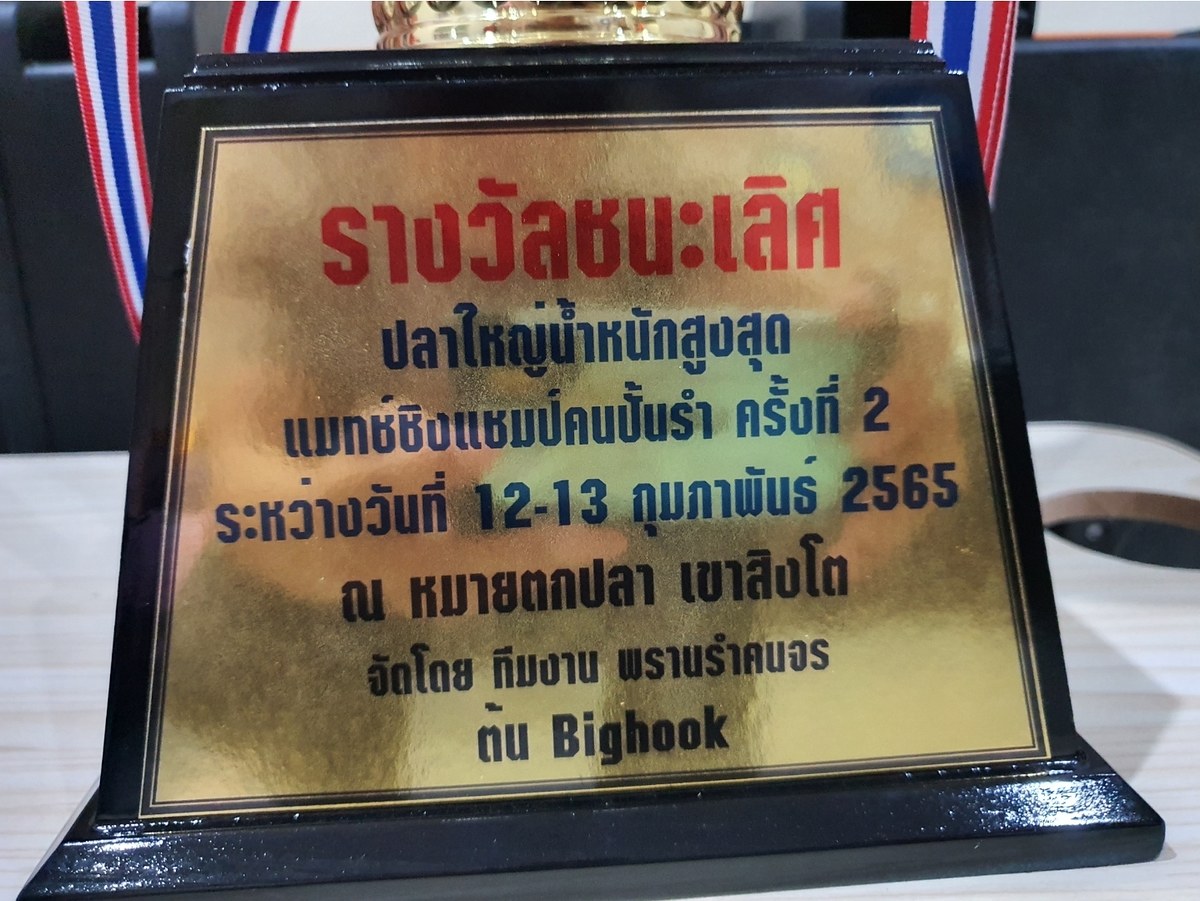 รางวัลชนะเลิศ
ปลาใหญ่น้ำหนักสูงสุด
แมทช์ชิงแชมป์คนปั้นรำ ครั้งที่ 2
ระหว่างวันที่ 12-13 กุมภาพันธ์ 2565
ณ หมายตกปลา เขาสิงโต
จัดโดย ทีมงาน พรานรำคนจร
ต้น Bighook